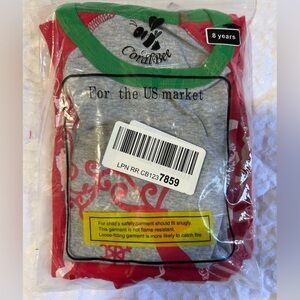 CoralBee
8 years
For the US market
LPN RR CB1237859
For child's safety,garment should fit snugly.
This garment is not flame resistant.
Loose-fitting garment is more likely to catch fire.